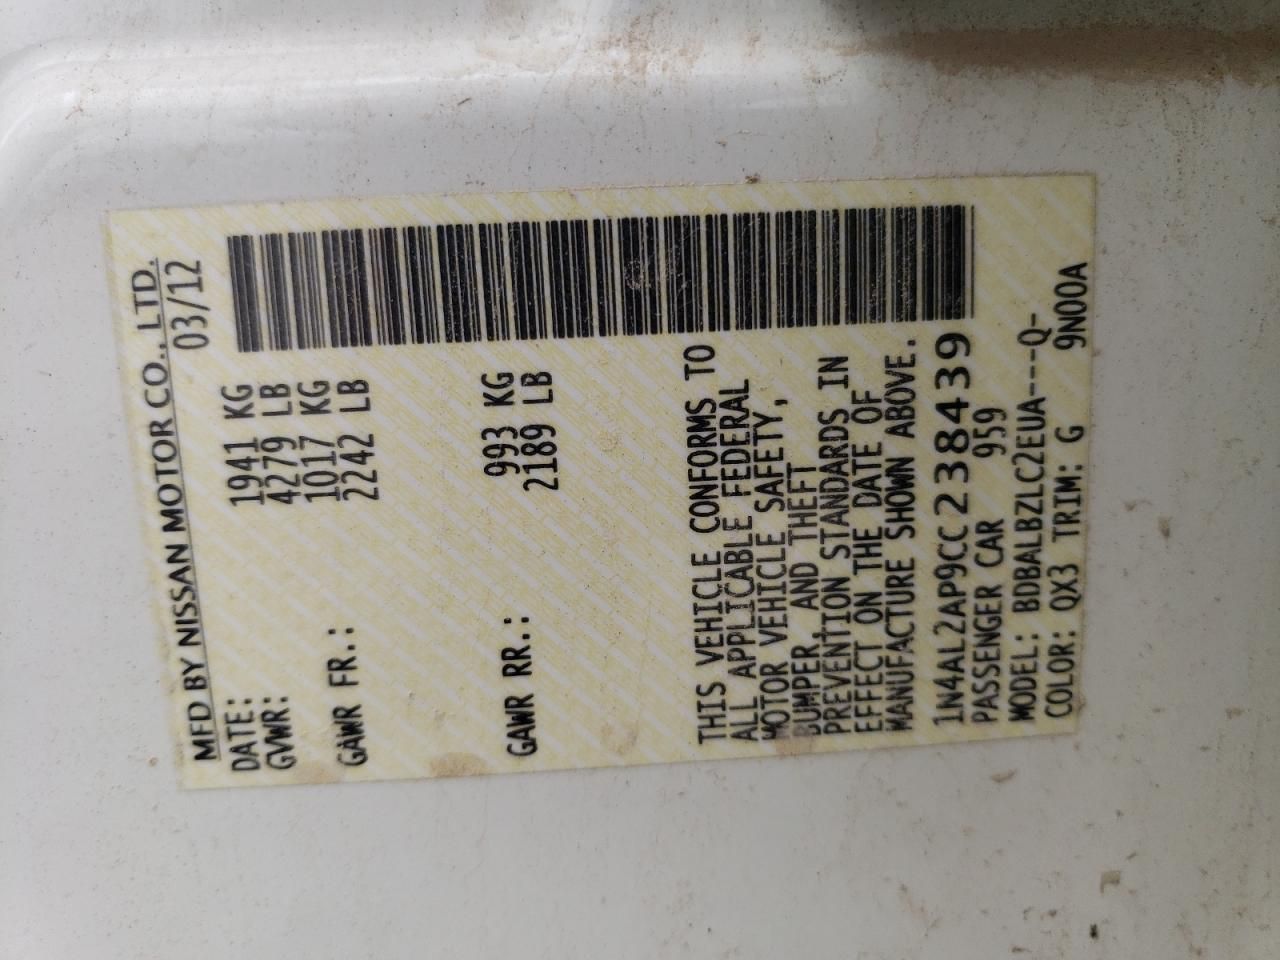 MFD BY NISSAN MOTOR CO., LTD.
DATE: 03/12
GVWR: 1941 KG
4279 LB
GAWR FR.: 1017 KG
2242 LB
GAWR RR.: 993 KG
2189 LB
THIS VEHICLE CONFORMS TO
ALL APPLICABLE FEDERAL
MOTOR VEHICLE SAFETY,
BUMPER, AND THEFT
PREVENTION STANDARDS IN
EFFECT ON THE DATE OF
MANUFACTURE SHOWN ABOVE.
1N4AL2AP9CC238439
PASSENGER CAR 959
MODEL: BDBALBZLC2EUA---Q-
COLOR: QX3 TRIM: G 9N00A